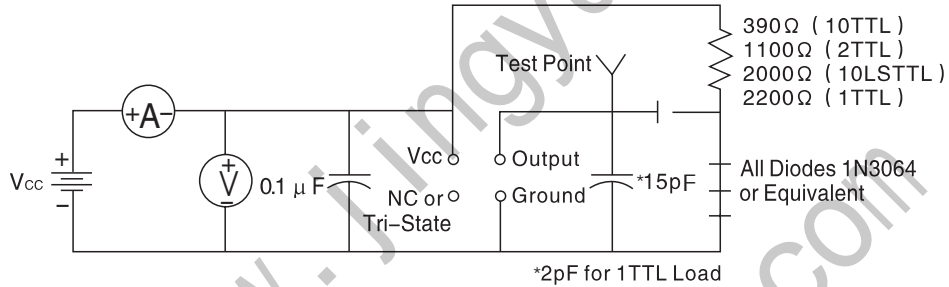 390Ω ( 10TTL )
1100Ω ( 2TTL )
2000Ω ( 10LSTTL )
2200Ω ( 1TTL )
Test Point
+A−
+
VCC
−
+
V
−
0.1 μ F
VCC
Output
NC or
Tri−State
Ground
*15pF
All Diodes 1N3064
or Equivalent
*2pF for 1TTL Load